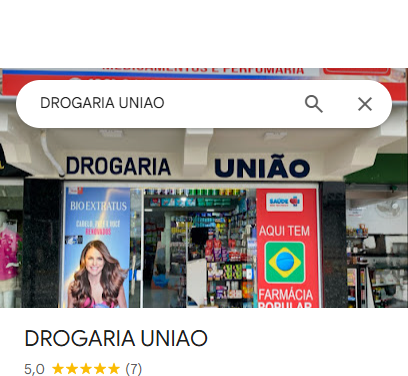 MEDICAMENTOS E PERFUMARIA
DROGARIA UNIAO
DROGARIA UNIÃO
BIO EXTRATUS
SAÚDE
AQUI TEM
FARMÁCIA
POPULAR
DROGARIA UNIAO
5,0 ★★★★★ (7)